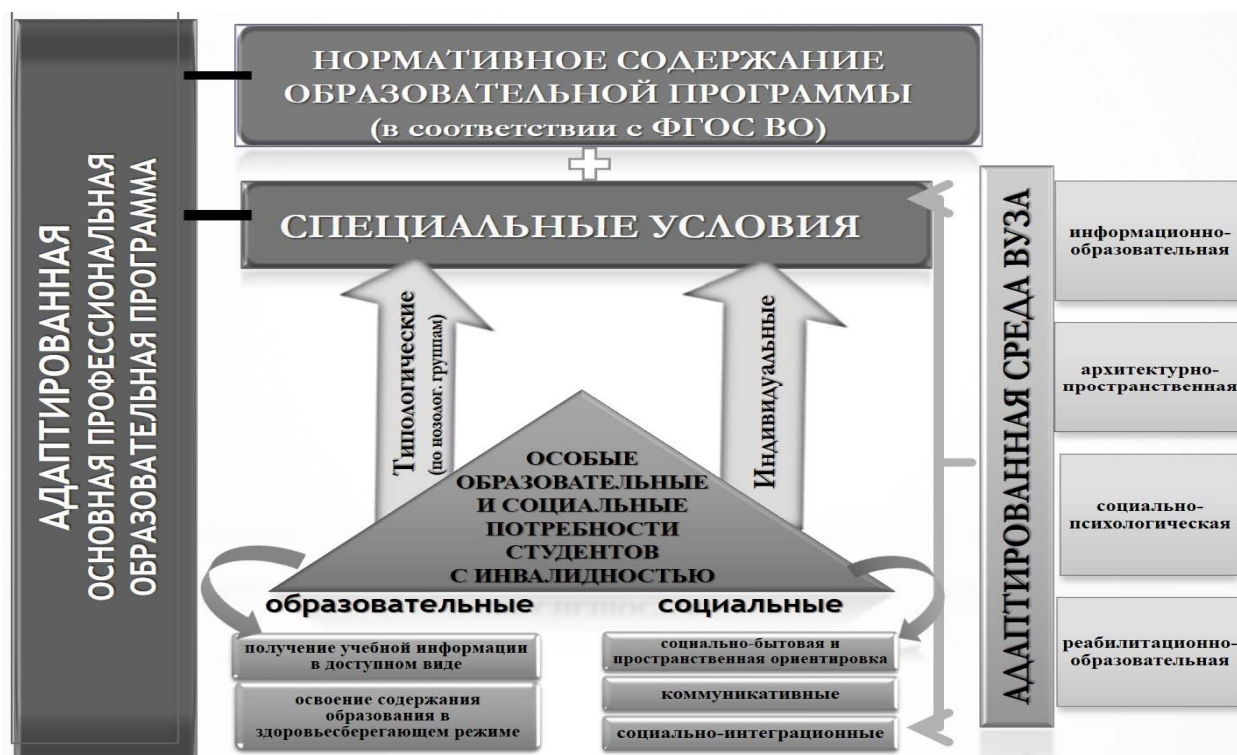 АДАПТИРОВАННАЯ
ОСНОВНАЯ ПРОФЕССИОНАЛЬНАЯ
ОБРАЗОВАТЕЛЬНАЯ ПРОГРАММА
НОРМАТИВНОЕ СОДЕРЖАНИЕ
ОБРАЗОВАТЕЛЬНОЙ ПРОГРАММЫ
(в соответствии с ФГОС ВО)
СПЕЦИАЛЬНЫЕ УСЛОВИЯ
Типологические
(по нозолог. группам)
Индивидуальные
ОСОБЫЕ
ОБРАЗОВАТЕЛЬНЫЕ
И СОЦИАЛЬНЫЕ
ПОТРЕБНОСТИ
СТУДЕНТОВ
С ИНВАЛИДНОСТЬЮ
образовательные
получение учебной информации
в доступном виде
освоение содержания
образования в
здоровьесберегающем режиме
социальные
социально-бытовая и
пространственная ориентировка
коммуникативные
социально-интеграционные
АДАПТИРОВАННАЯ СРЕДА ВУЗА
информационно-
образовательная
архитектурно-
пространственная
социально-
психологическая
реабилитационно-
образовательная